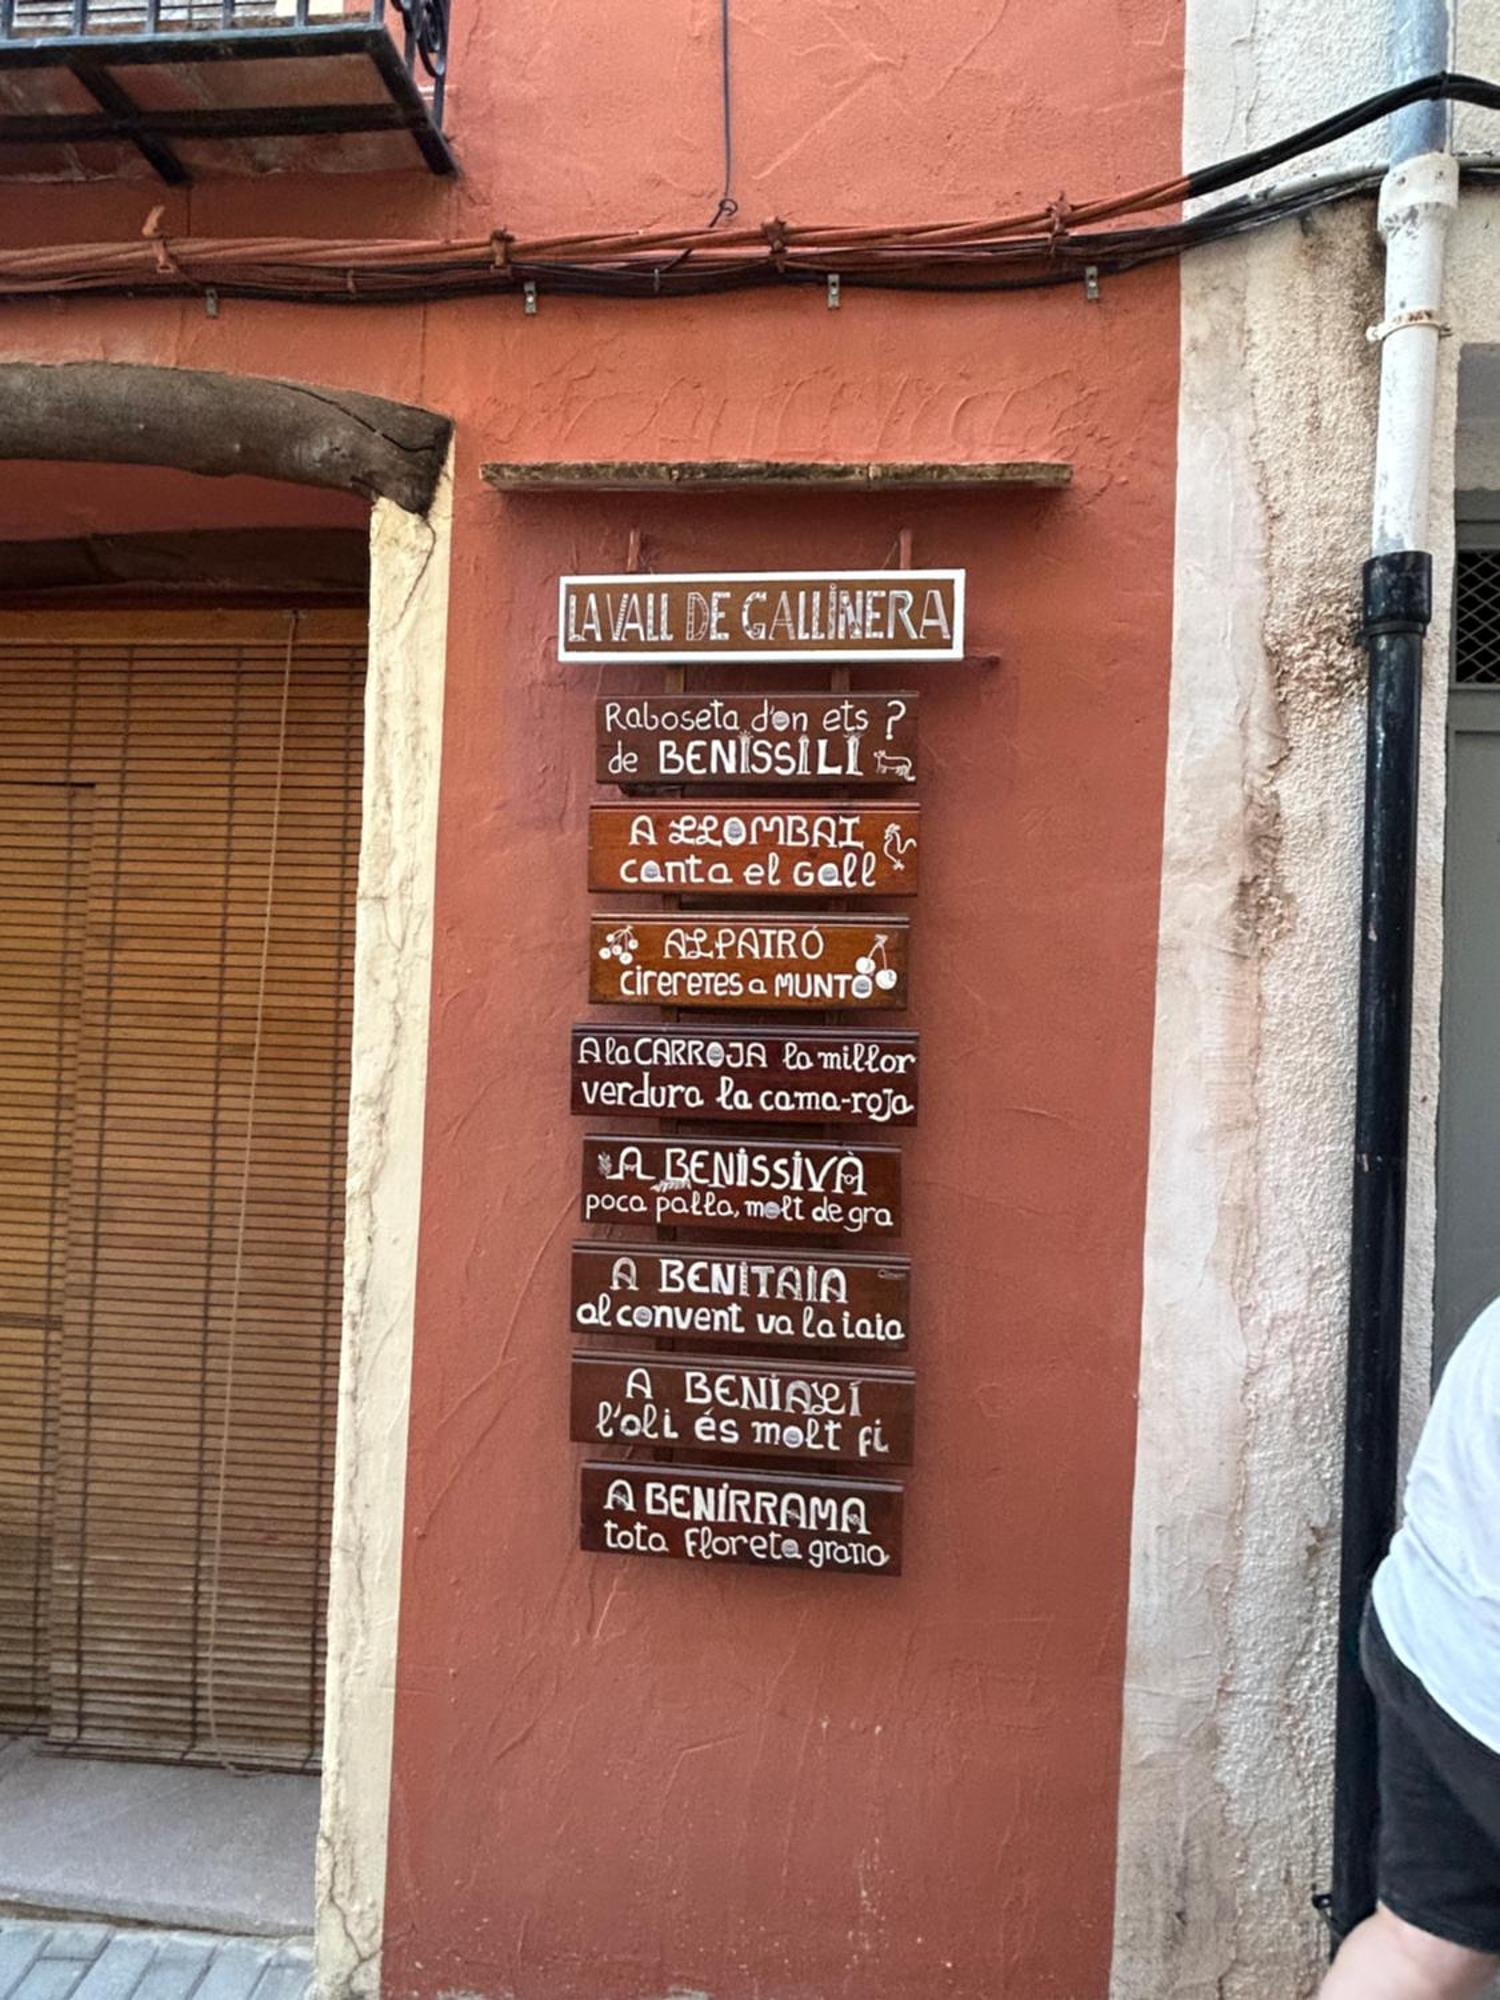 LA VALL DE GALLINERA
Raboseta d'on ets ?
de BENISSILI
A LLOMBAI
canta el Gall
ALPATRÓ
cireretes a MUNTO
A la CARROJA la millor
verdura la cama-roja
A BENISSIVÀ
poca palla, molt de gra
A BENITAIA
al convent va la iaia
A BENIALÍ
l'oli és molt fi
A BENIRRAMA
tota Floreta grana